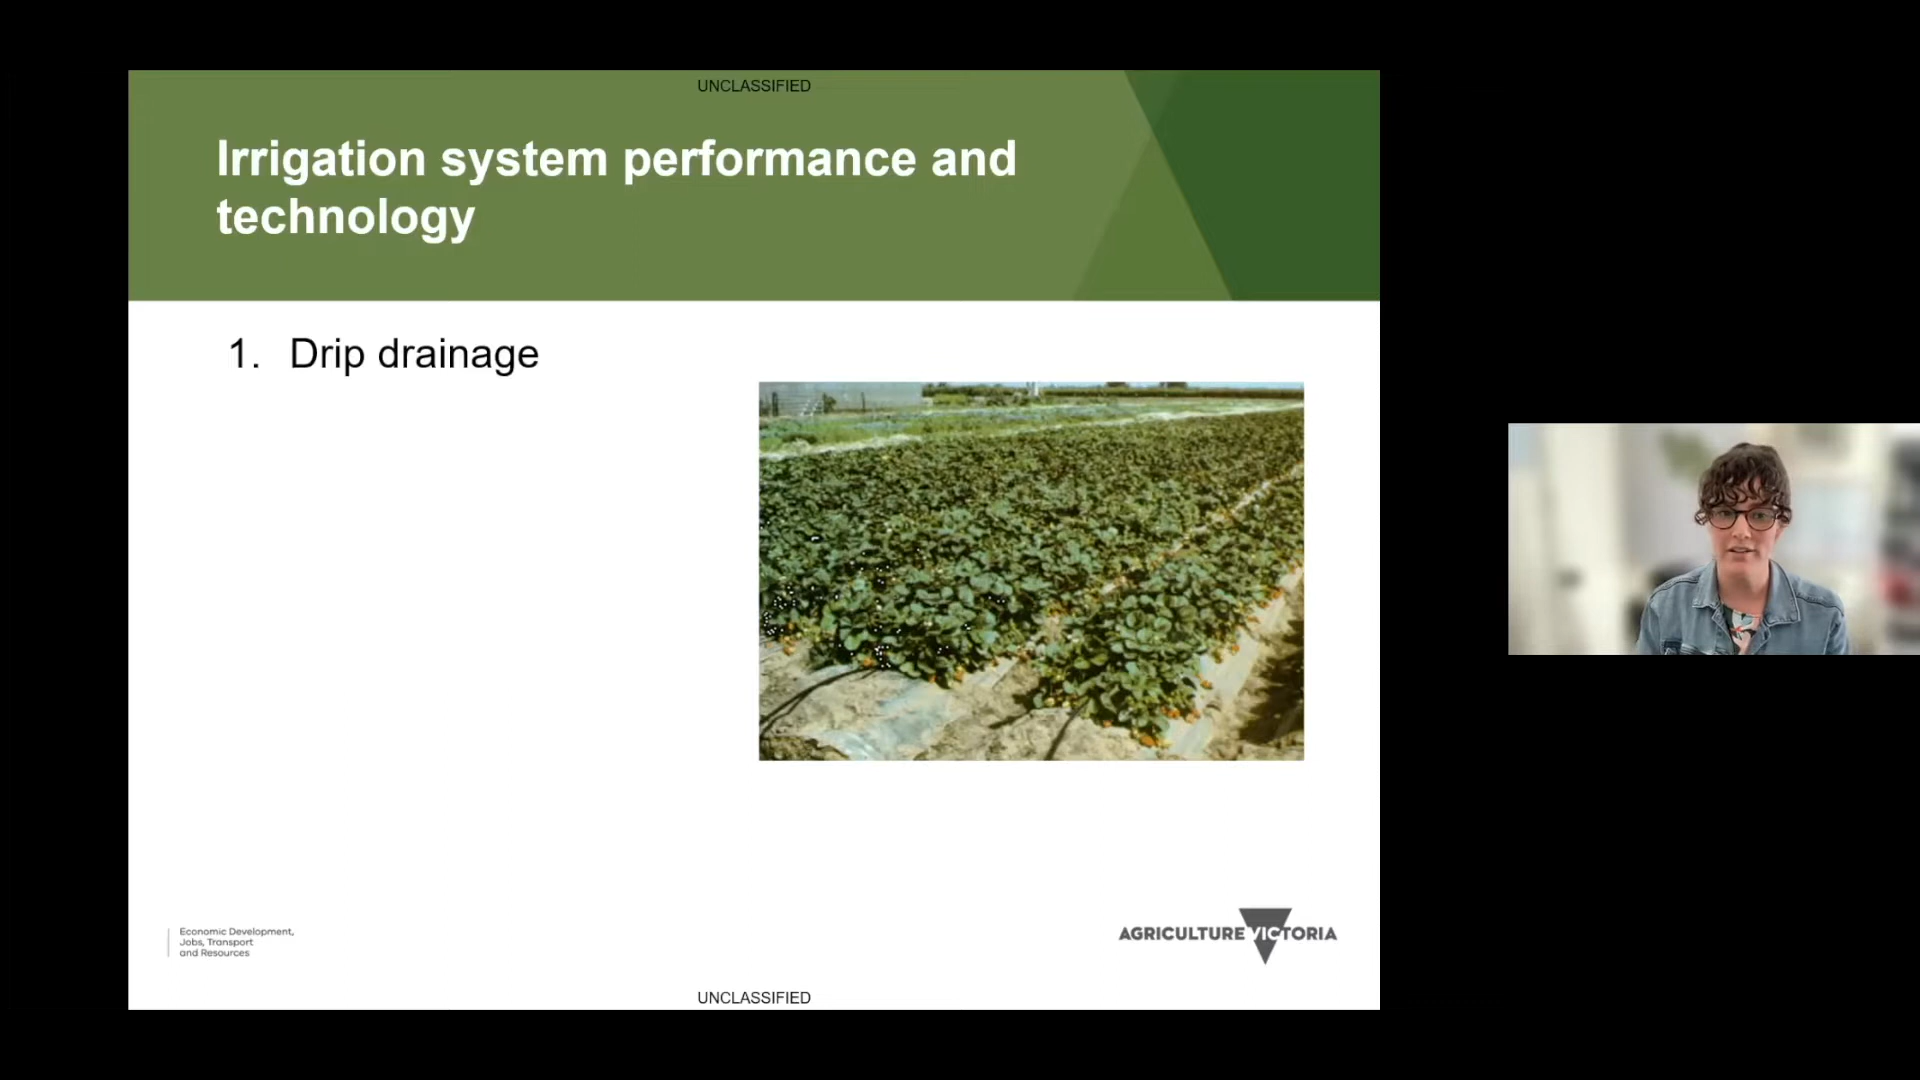 UNCLASSIFIED
Irrigation system performance and
technology
1. Drip drainage
Economic Development,
Jobs, Transport
and Resources
AGRICULTURE VICTORIA
UNCLASSIFIED